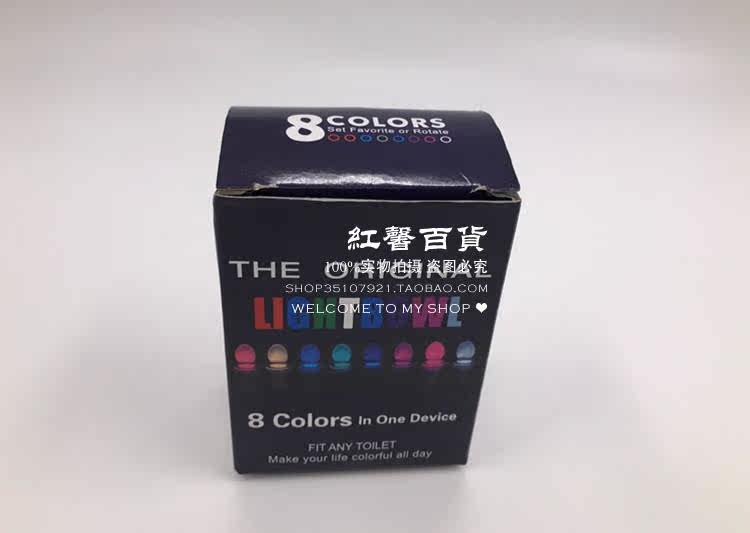 8 COLORS
Set Favorite or Rotate
紅馨百貨
THE ORIGINAL
100%实物拍摄 盗图必究
SHOP35107921.TAOBAO.COM
WELCOME TO MY SHOP ❤
LIGHTBOWL
8 Colors In One Device
FIT ANY TOILET
Make your life colorful all day